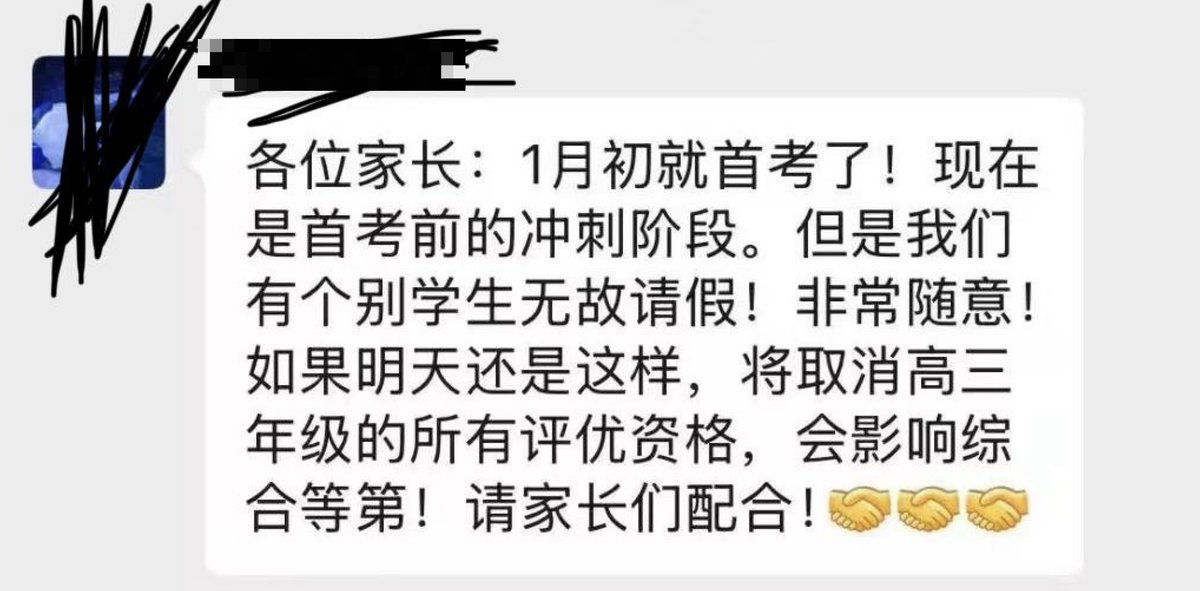 各位家长：1月初就首考了！现在
是首考前的冲刺阶段。但是我们
有个别学生无故请假！非常随意！
如果明天还是这样，将取消高三
年级的所有评优资格，会影响综
合等第！请家长们配合！🤝🤝🤝